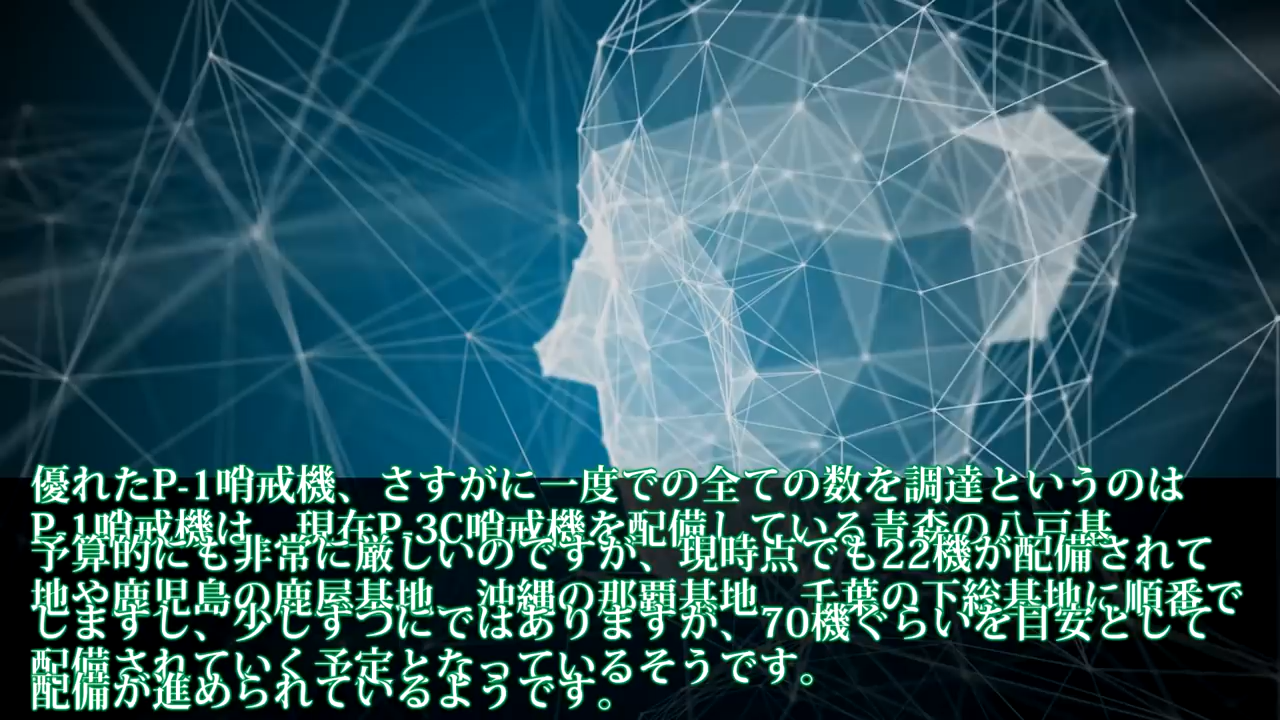 優れたP-1哨戒機、さすがに一度での全ての数を調達というのは
P-1哨戒機は、現在P-3C哨戒機を配備している青森の八戸基
予算的にも非常に厳しいのですが、現時点でも22機が配備されて
地や鹿児島の鹿屋基地、沖縄の那覇基地、千葉の下総基地に順番で
しますし、少しずつにではありますが、70機ぐらいを目安として
配備されていく予定となっているそうです。
配備が進められているようです。